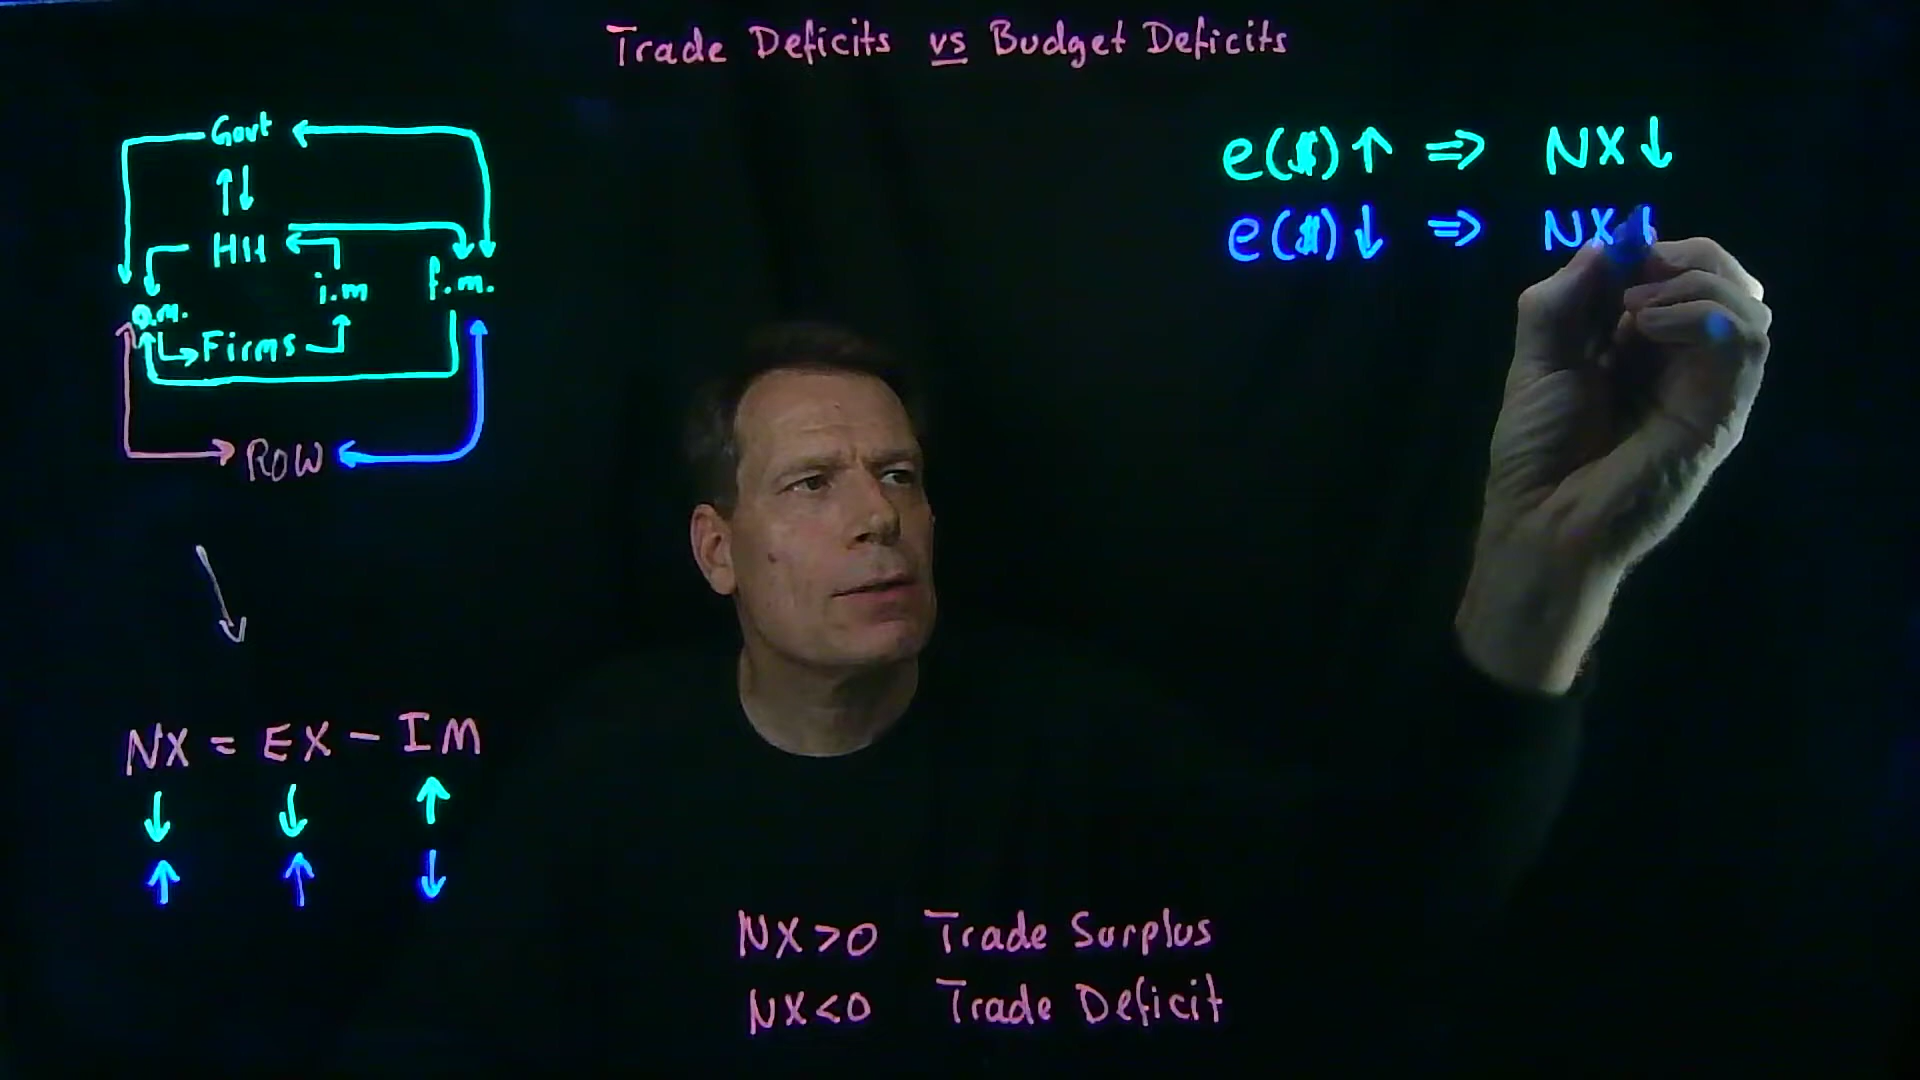 Trade Deficits vs Budget Deficits
Govt
↑↓
HH
i.m
f.m.
o.m.
Firms
ROW
e($)↑ ⇒ NX↓
e($)↓ ⇒ NX
NX = EX - IM
↓ ↓ ↑
↑ ↑ ↓
NX>0 Trade Surplus
NX<0 Trade Deficit